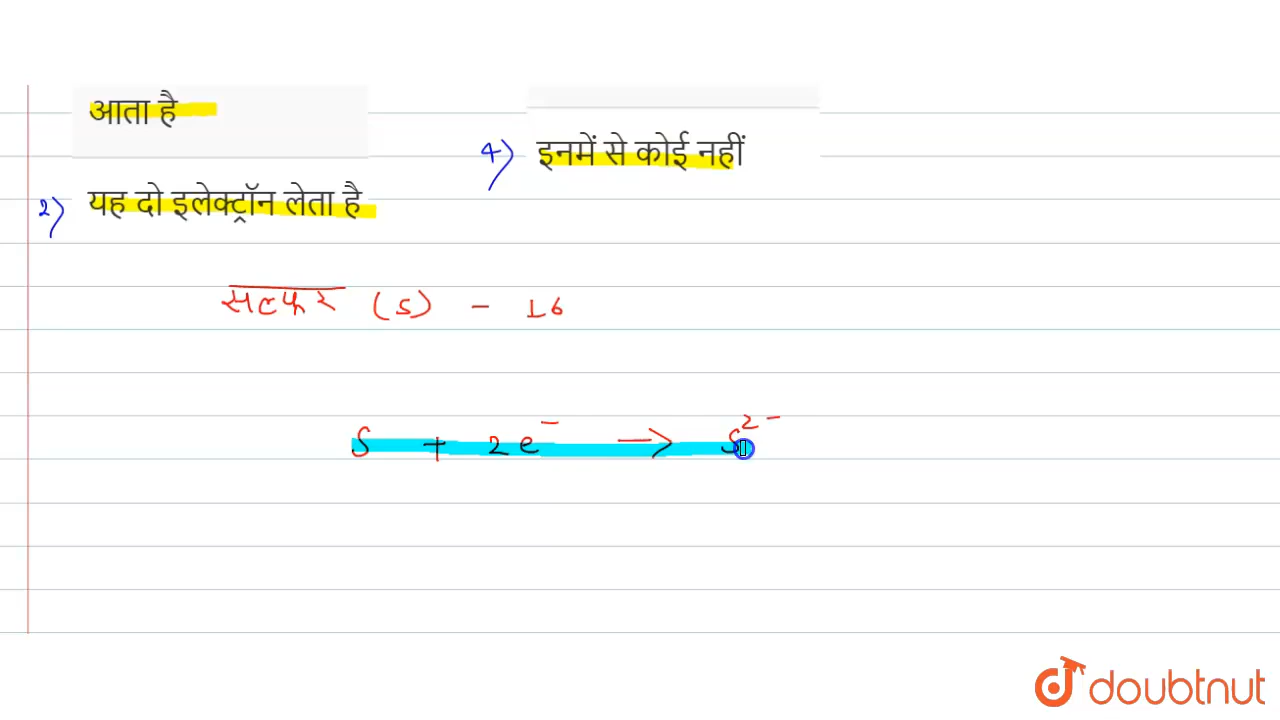 आता है
4) इनमें से कोई नहीं
2) यह दो इलेक्ट्रॉन लेता है
सल्फर (S) - 16
S + 2e⁻ → S²⁻
doubtnut